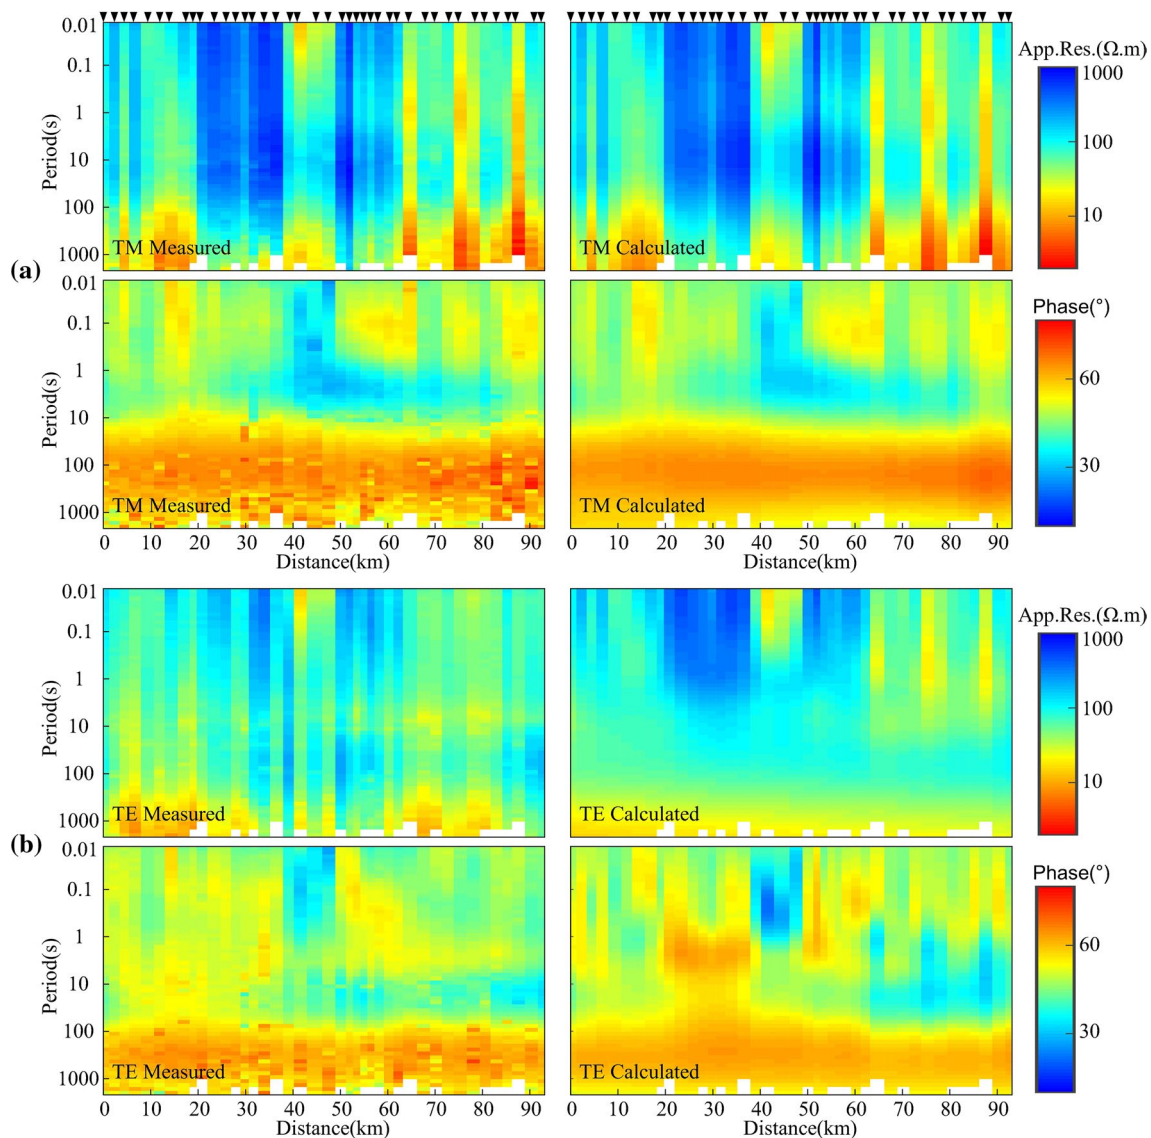 0.01
0.1
1
10
100
1000
Period(s)
TM Measured
TM Calculated
App.Res.(Ω.m)
1000
100
10
(a)
0.01
0.1
1
10
100
1000
Period(s)
TM Measured
TM Calculated
Phase(°)
60
30
0 10 20 30 40 50 60 70 80 90
Distance(km)
0 10 20 30 40 50 60 70 80 90
Distance(km)
0.01
0.1
1
10
100
1000
Period(s)
TE Measured
TE Calculated
App.Res.(Ω.m)
1000
100
10
(b)
0.01
0.1
1
10
100
1000
Period(s)
TE Measured
TE Calculated
Phase(°)
60
30
0 10 20 30 40 50 60 70 80 90
Distance(km)
0 10 20 30 40 50 60 70 80 90
Distance(km)